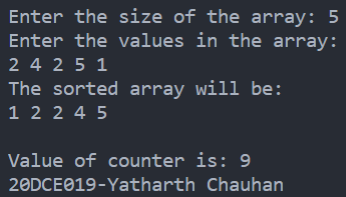 Enter the size of the array: 5
Enter the values in the array:
2 4 2 5 1
The sorted array will be:
1 2 2 4 5
Value of counter is: 9
20DCE019-Yatharth Chauhan